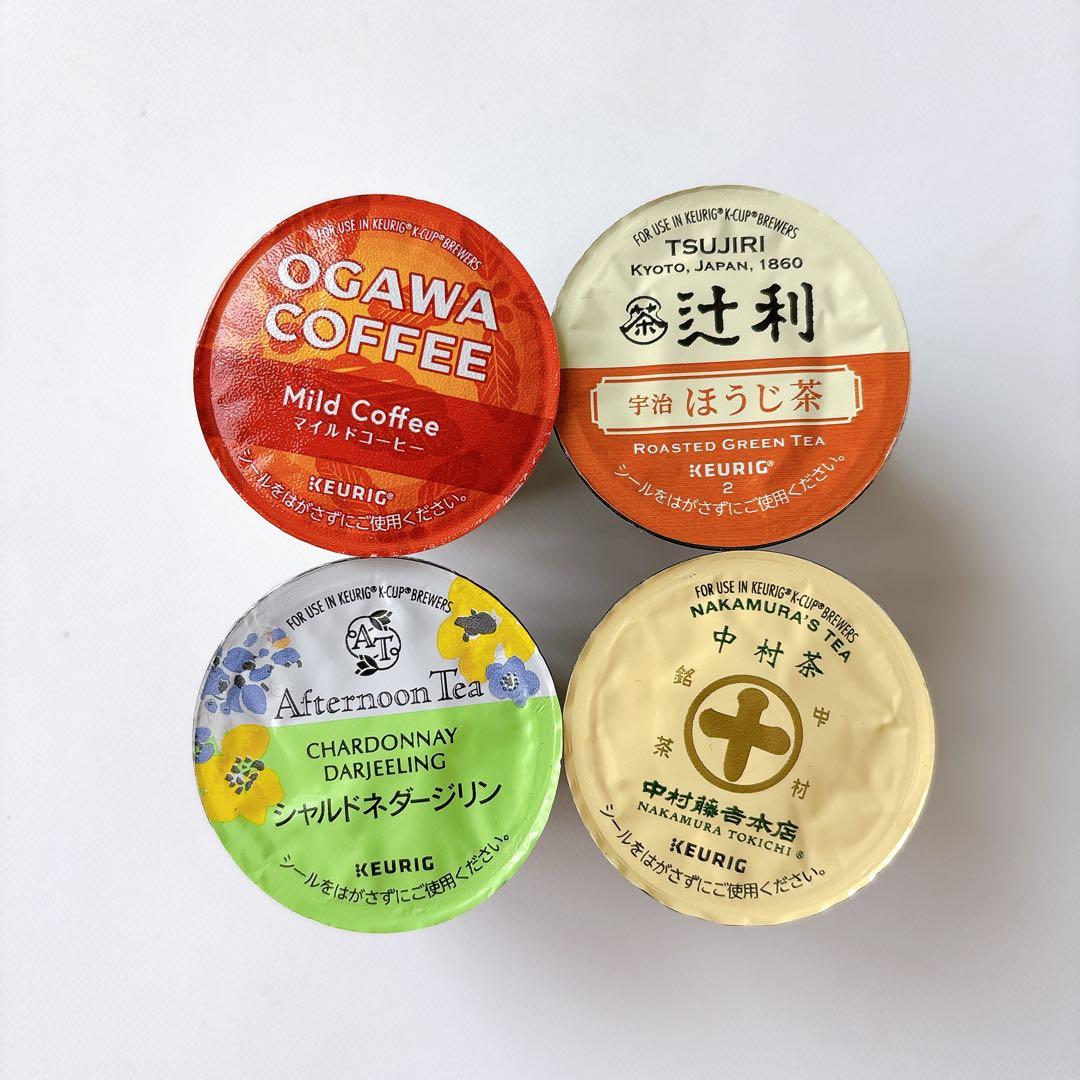 FOR USE IN KEURIG® K-CUP® BREWERS
OGAWA
COFFEE
Mild Coffee
マイルドコーヒー
KEURIG®
シールをはがさずにご使用ください。
FOR USE IN KEURIG® K-CUP® BREWERS
TSUJIRI
KYOTO, JAPAN, 1860
茶 辻利
宇治 ほうじ茶
ROASTED GREEN TEA
KEURIG®
2
シールをはがさずにご使用ください。
FOR USE IN KEURIG® K-CUP® BREWERS
A.T
Afternoon Tea
CHARDONNAY
DARJEELING
シャルドネダージリン
KEURIG
シールをはがさずにご使用ください。
FOR USE IN KEURIG® K-CUP® BREWERS
NAKAMURA'S TEA
中村茶
銘茶
十
中村
中村藤吉本店
NAKAMURA TOKICHI®
KEURIG
シールをはがさずにご使用ください。